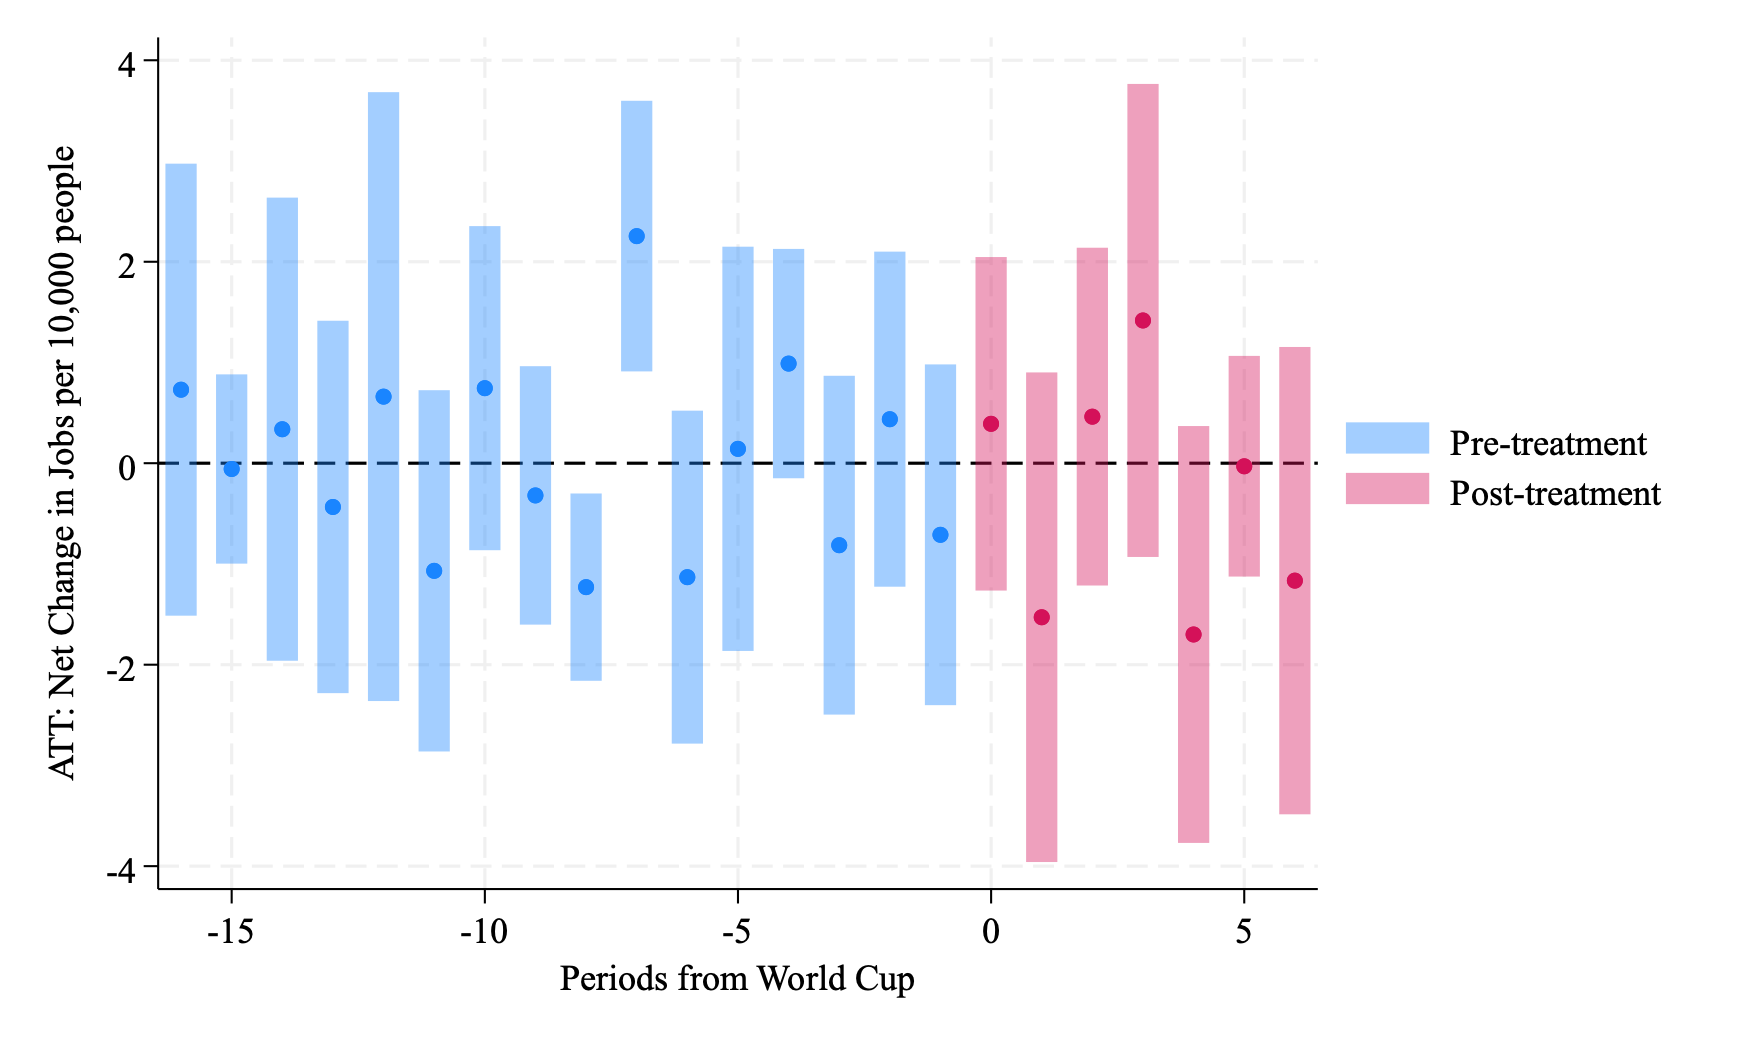 ATT: Net Change in Jobs per 10,000 people
4
2
0
-2
-4
-15
-10
-5
0
5
Periods from World Cup
Pre-treatment
Post-treatment